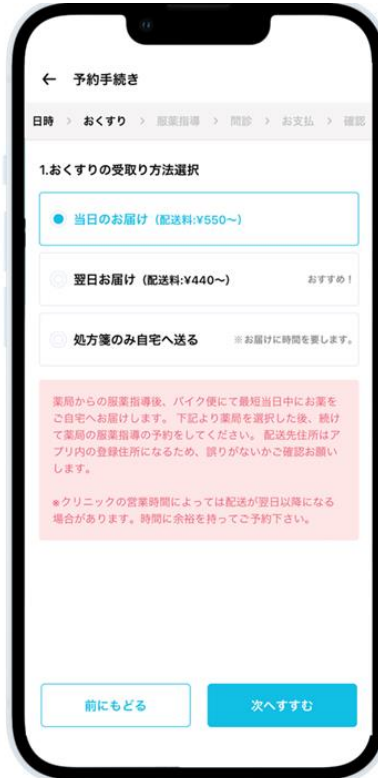 ← 予約手続き
日時 > おくすり > 服薬指導 > 問診 > お支払 > 確認
1.おくすりの受取り方法選択
当日のお届け（配送料:¥550〜）
翌日お届け（配送料:¥440〜） おすすめ！
処方箋のみ自宅へ送る ※お届けに時間を要します。
薬局からの服薬指導後、バイク便にて最短当日中にお薬を
ご自宅へお届けします。 下記より薬局を選択した後、続け
て薬局の服薬指導の予約をしてください。 配送先住所はア
プリ内の登録住所になるため、誤りがないかご確認お願い
します。
※クリニックの営業時間によっては配送が翌日以降になる
場合があります。時間に余裕を持ってご予約下さい。
前にもどる 次へすすむ